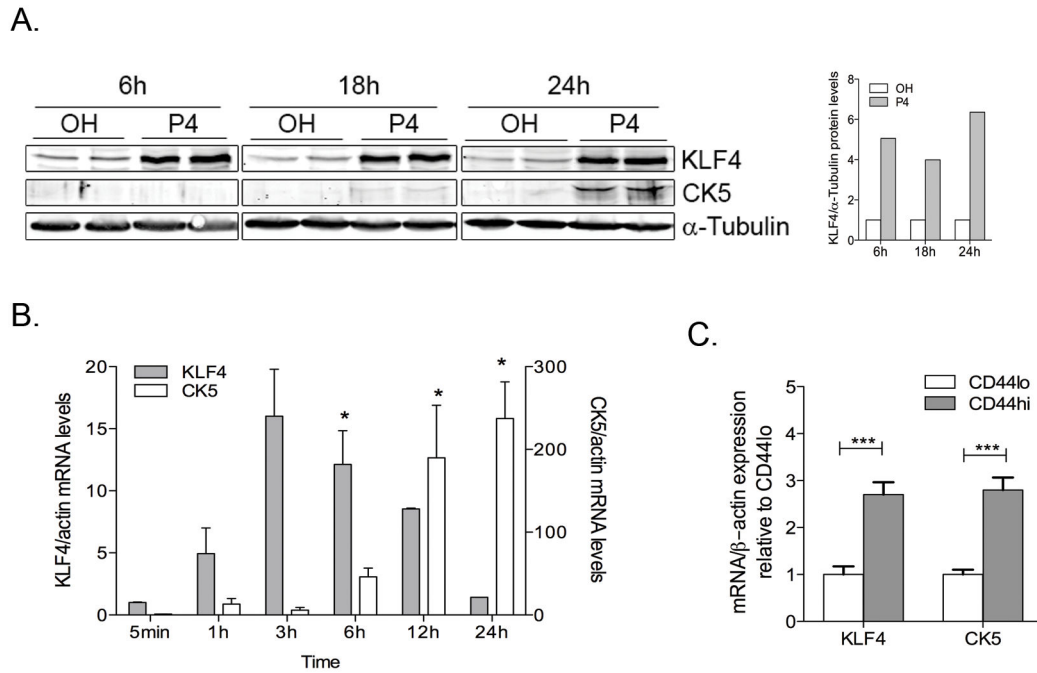 A.
6h 18h 24h
OH P4 OH P4 OH P4
KLF4
CK5
α-Tubulin
KLF4/α-Tubulin protein levels
8
6
4
2
0
OH
P4
6h 18h 24h
B.
KLF4/actin mRNA levels
20
15
10
5
0
KLF4
CK5
*
*
*
300
200
100
0
CK5/actin mRNA levels
5min 1h 3h 6h 12h 24h
Time
C.
mRNA/β-actin expression
relative to CD44lo
5
4
3
2
1
0
CD44lo
CD44hi
*** ***
KLF4 CK5